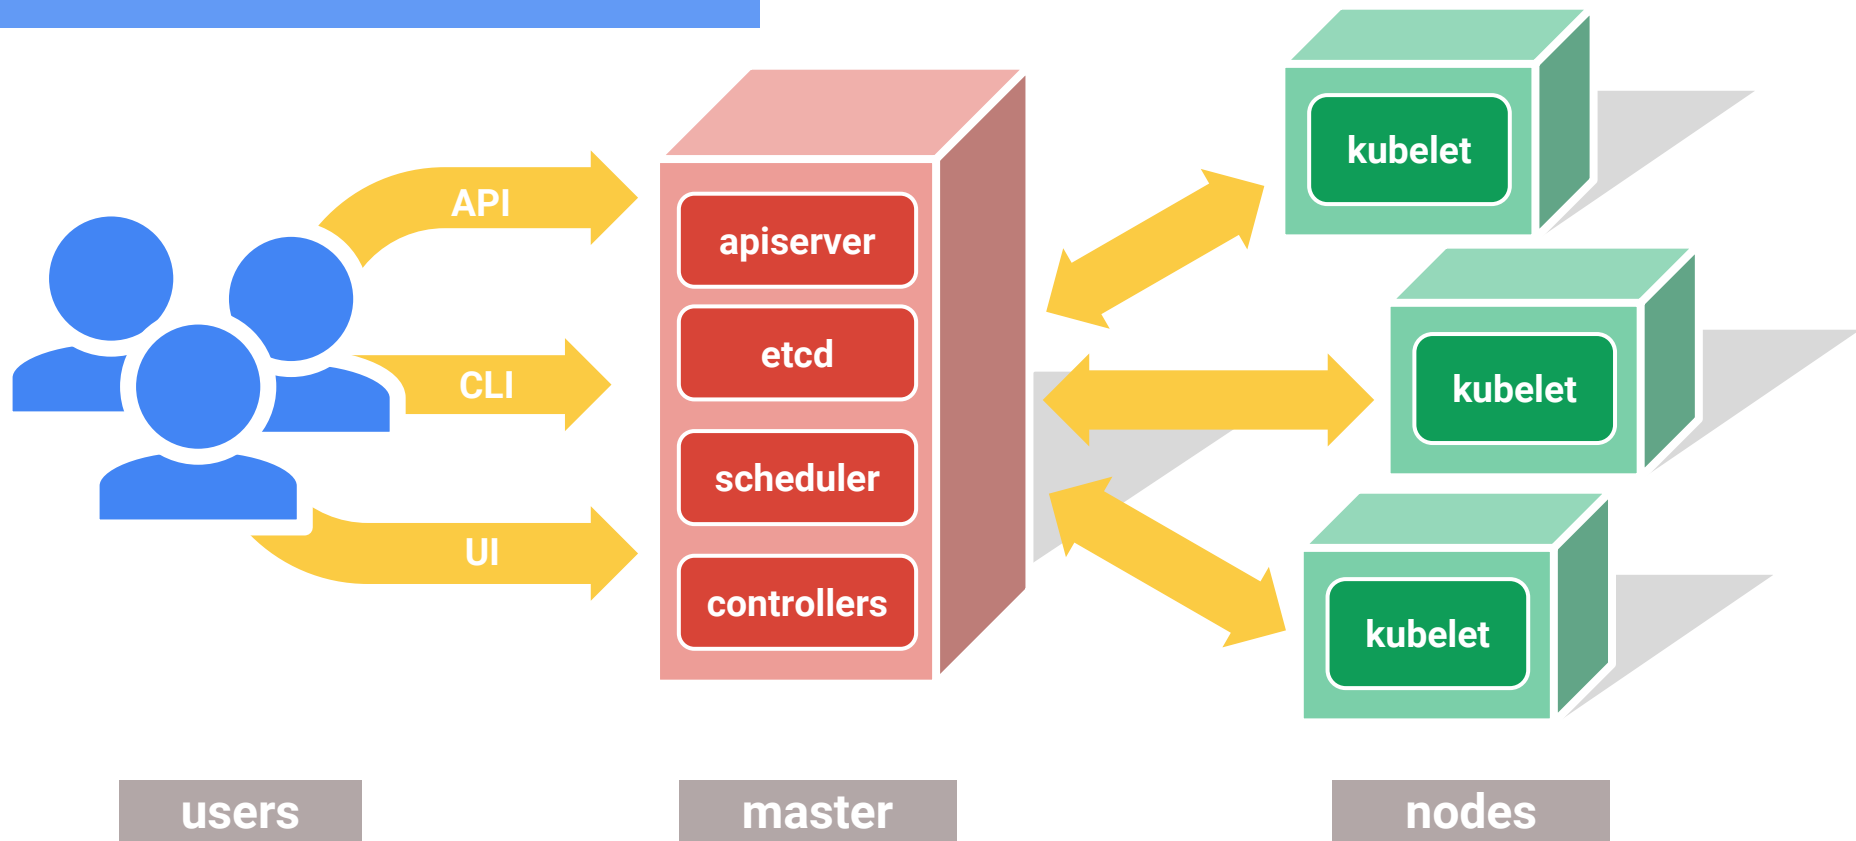 API
CLI
UI
apiserver
etcd
scheduler
controllers
kubelet
kubelet
kubelet
users
master
nodes